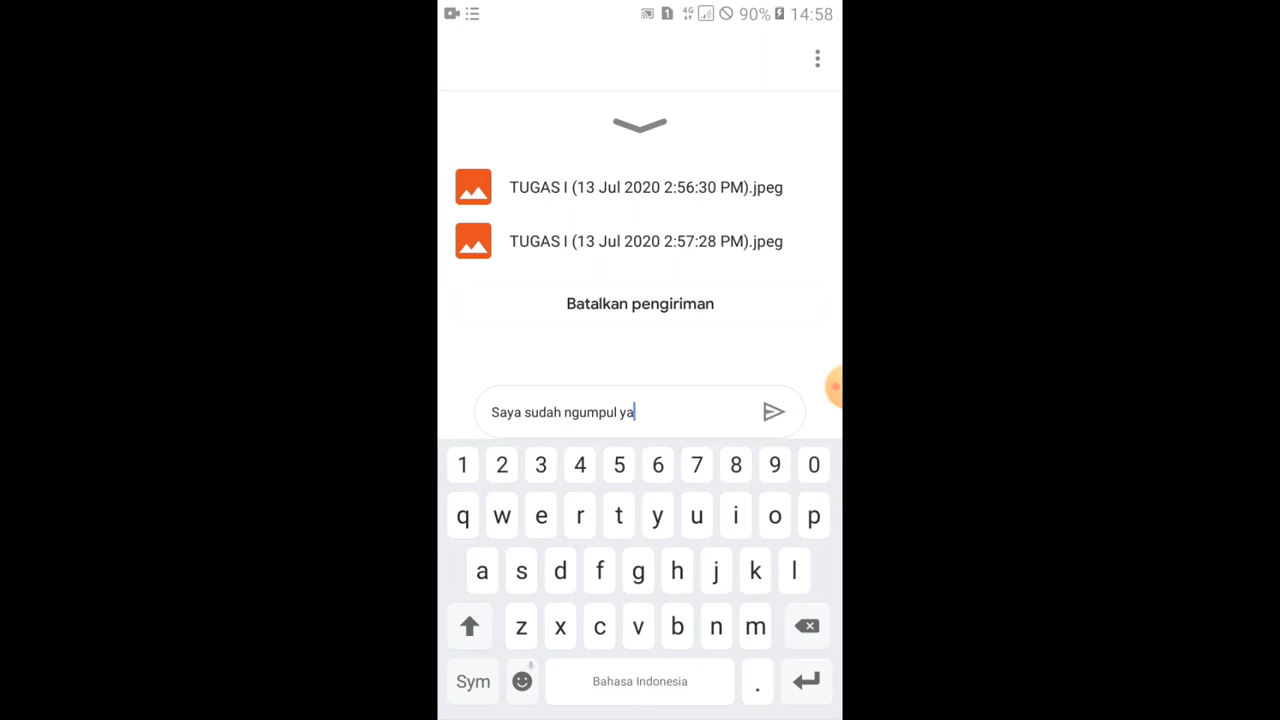 4G 90% 14:58
TUGAS I (13 Jul 2020 2:56:30 PM).jpeg
TUGAS I (13 Jul 2020 2:57:28 PM).jpeg
Batalkan pengiriman
Saya sudah ngumpul ya
1 2 3 4 5 6 7 8 9 0
q w e r t y u i o p
a s d f g h j k l
z x c v b n m
Sym Bahasa Indonesia .